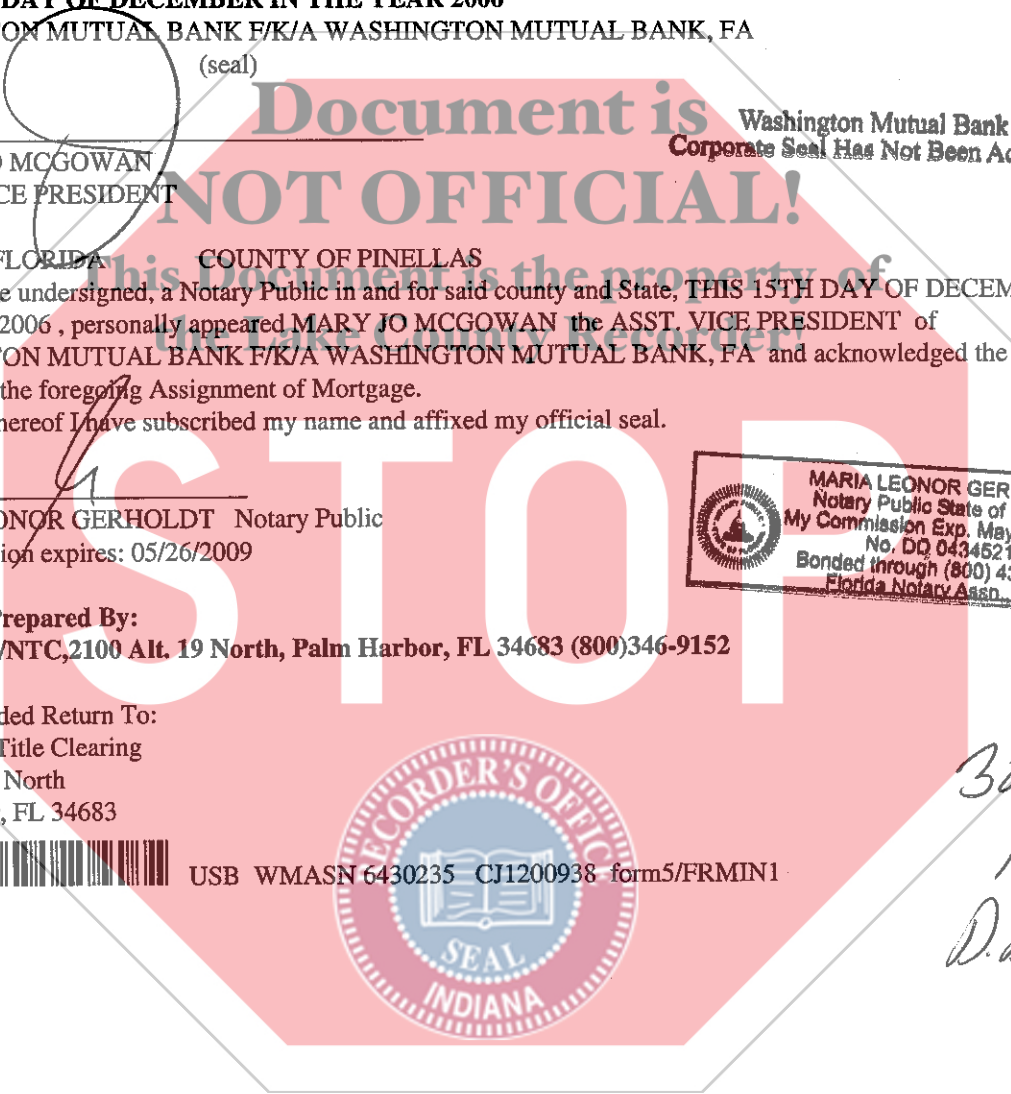 DAY OF DECEMBER IN THE YEAR 2006
ON MUTUAL BANK F/K/A WASHINGTON MUTUAL BANK, FA
(seal)
Document is
Washington Mutual Bank
Corporate Seal Has Not Been
MCGOWAN
CE PRESIDENT
NOT OFFICIAL!
FLORIDA COUNTY OF PINELLAS
This Document is the property of
e undersigned, a Notary Public in and for said county and State, THIS 15TH DAY OF DECEM
2006 , personally appeared MARY JO MCGOWAN the ASST. VICE PRESIDENT of
the Lake County Recorder!
ON MUTUAL BANK F/K/A WASHINGTON MUTUAL BANK, FA and acknowledged the
the foregoing Assignment of Mortgage.
hereof I have subscribed my name and affixed my official seal.
STOP
MARIA LEONOR GER
Notary Public State of
My Commission Exp. May
No. DD 0434521
Bonded through (800) 43
Florida Notary Assn.
ONOR GERHOLDT Notary Public
ion expires: 05/26/2009
Prepared By:
/NTC,2100 Alt. 19 North, Palm Harbor, FL 34683 (800)346-9152
ded Return To:
Title Clearing
North
, FL 34683
USB WMASN 6430235 CJ1200938 form5/FRMIN1
RECORDER'S OFFIC
SEAL
INDIANA